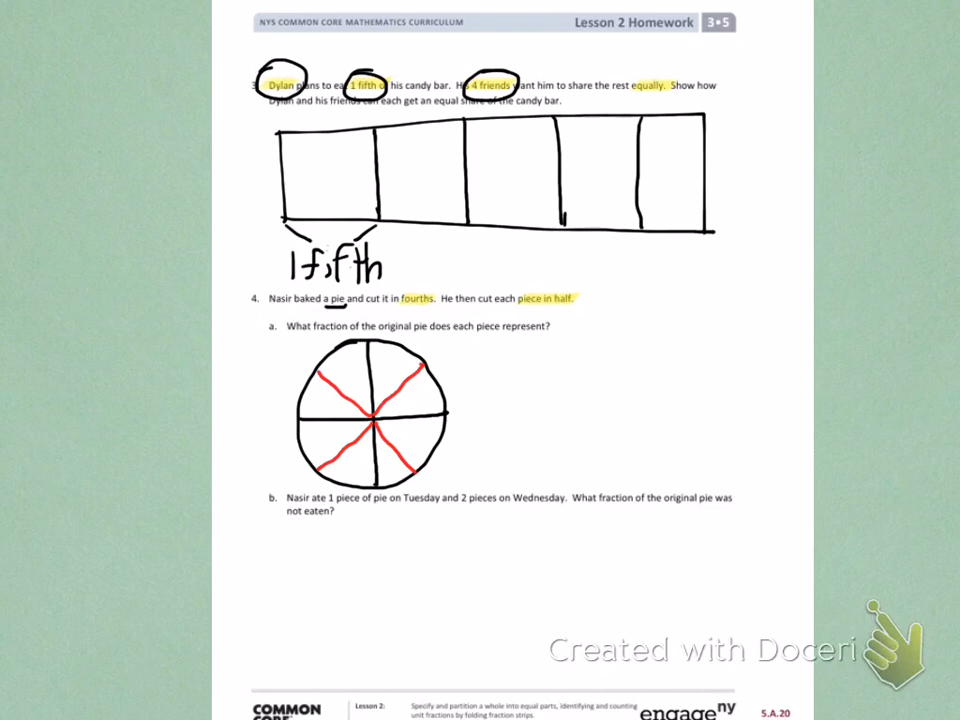 NYS COMMON CORE MATHEMATICS CURRICULUM Lesson 2 Homework 3•5
3. Dylan plans to eat 1 fifth of his candy bar. His 4 friends want him to share the rest equally. Show how
Dylan and his friends can each get an equal share of the candy bar.
1 fifth
4. Nasir baked a pie and cut it in fourths. He then cut each piece in half.
a. What fraction of the original pie does each piece represent?
b. Nasir ate 1 piece of pie on Tuesday and 2 pieces on Wednesday. What fraction of the original pie was
not eaten?
Created with Doceri
COMMON
CORE
Lesson 2: Specify and partition a whole into equal parts, identifying and counting
unit fractions by folding fraction strips.
engage ny
5.A.20